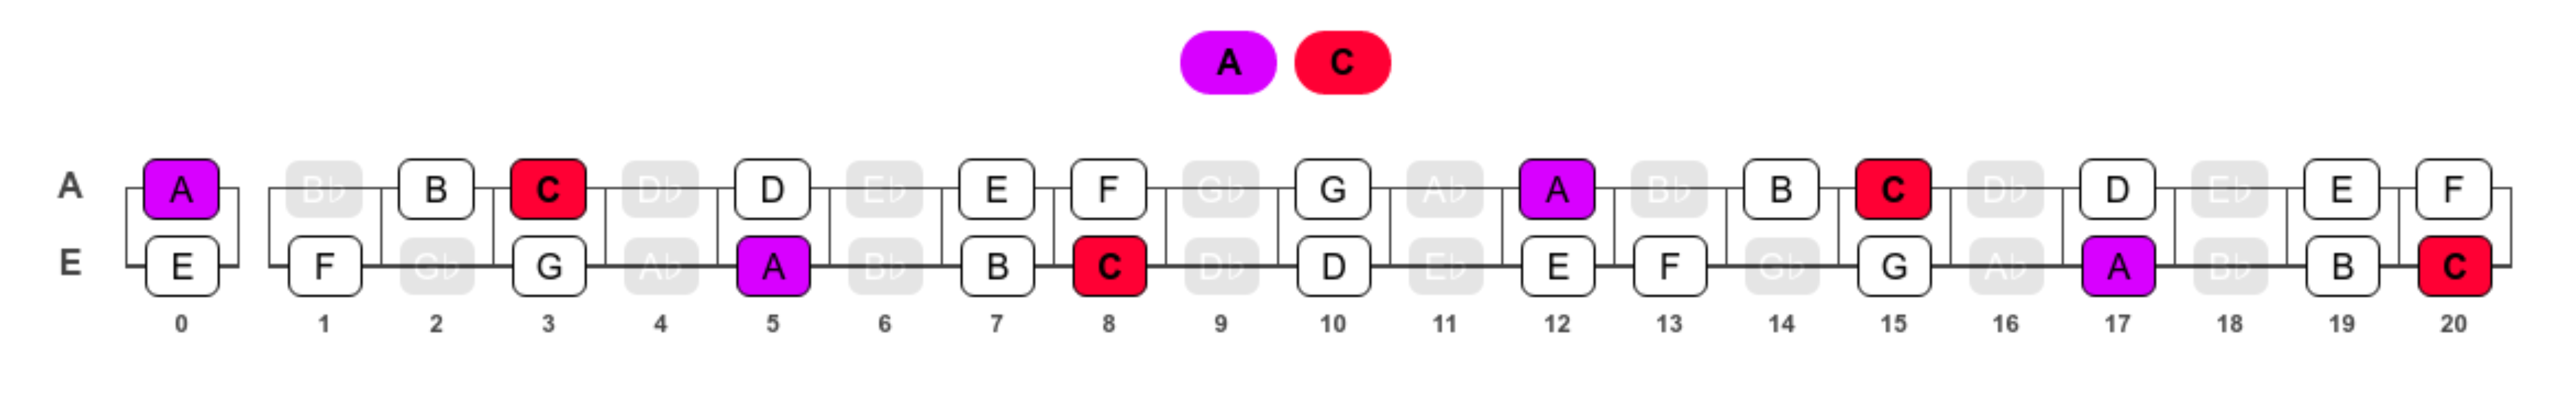 A C
A A B♭ B C D♭ D E♭ E F G♭ G A♭ A B♭ B C D♭ D E♭ E F
E E F G♭ G A♭ A B♭ B C D♭ D E♭ E F G♭ G A♭ A B♭ B C
0 1 2 3 4 5 6 7 8 9 10 11 12 13 14 15 16 17 18 19 20